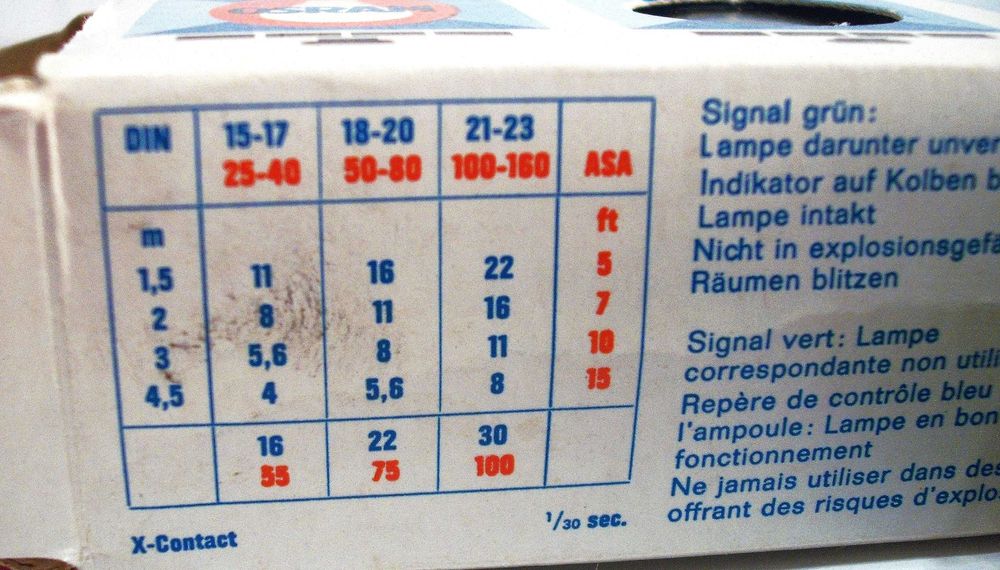 OSRAM
DIN 15-17 18-20 21-23
25-40 50-80 100-160 ASA
m ft
1,5 11 16 22 5
2 8 11 16 7
3 5,6 8 11 10
4,5 4 5,6 8 15
16 22 30
55 75 100
X-Contact 1/30 sec.
Signal grün:
Lampe darunter unver
Indikator auf Kolben b
Lampe intakt
Nicht in explosionsgefä
Räumen blitzen
Signal vert: Lampe
correspondante non utili
Repère de contrôle bleu
l'ampoule: Lampe en bon
fonctionnement
Ne jamais utiliser dans des
offrant des risques d'explo